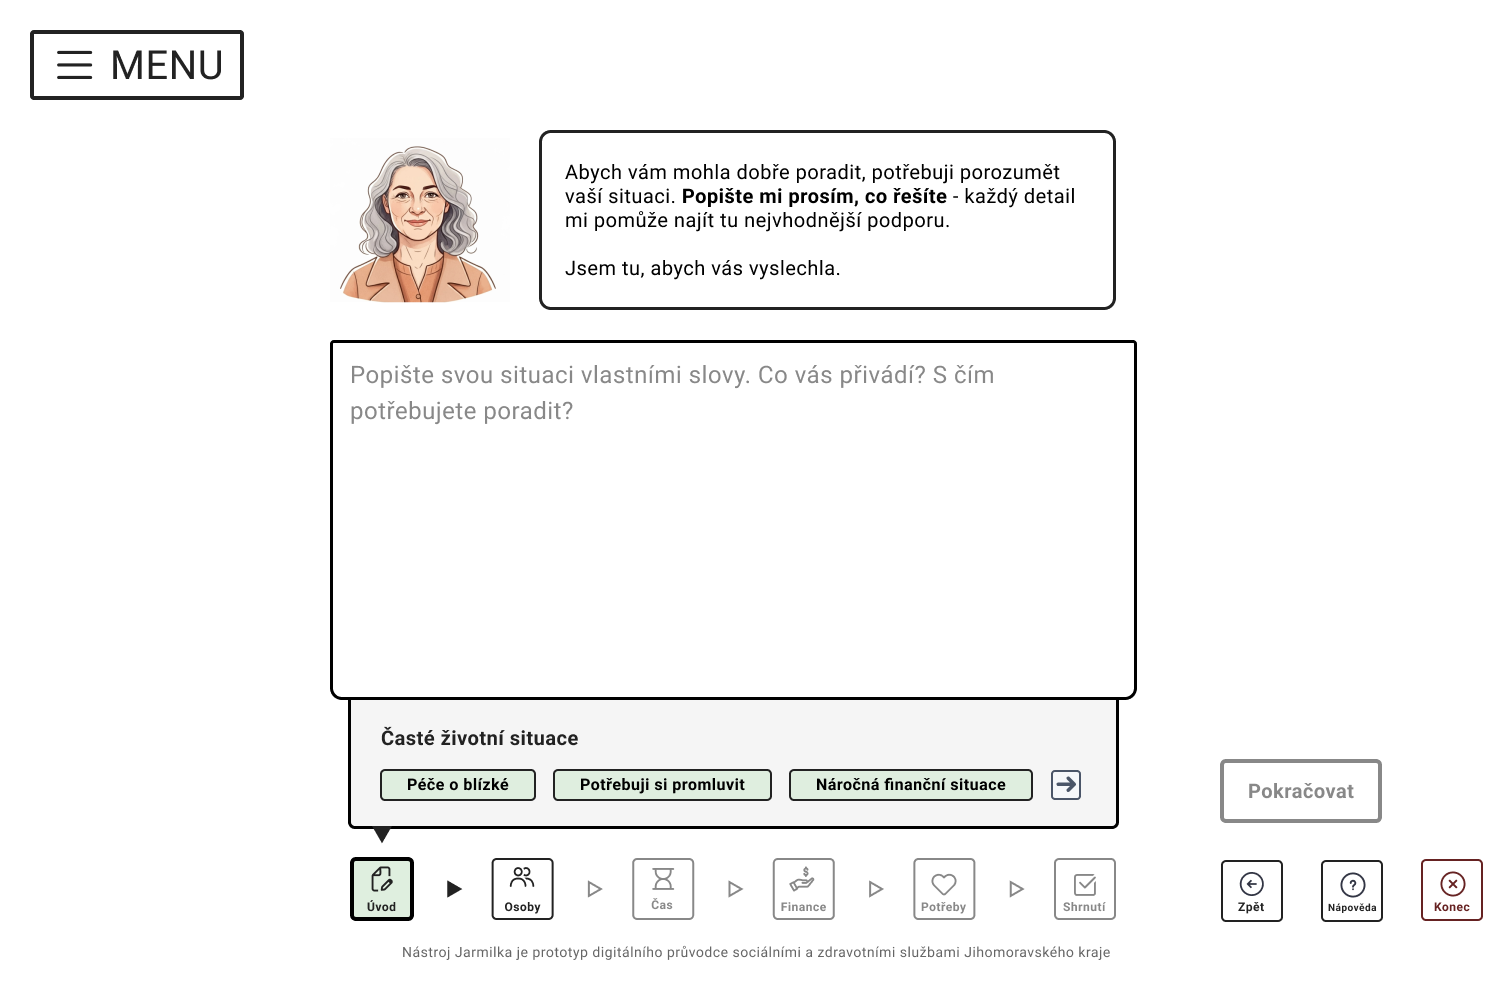 MENU
Abych vám mohla dobře poradit, potřebuji porozumět
vaší situaci. Popište mi prosím, co řešíte - každý detail
mi pomůže najít tu nejvhodnější podporu.
Jsem tu, abych vás vyslechla.
Popište svou situaci vlastními slovy. Co vás přivádí? S čím
potřebujete poradit?
Časté životní situace
Péče o blízké
Potřebuji si promluvit
Náročná finanční situace
Pokračovat
Úvod
Osoby
Čas
Finance
Potřeby
Shrnutí
Zpět
Nápověda
Konec
Nástroj Jarmilka je prototyp digitálního průvodce sociálními a zdravotními službami Jihomoravského kraje